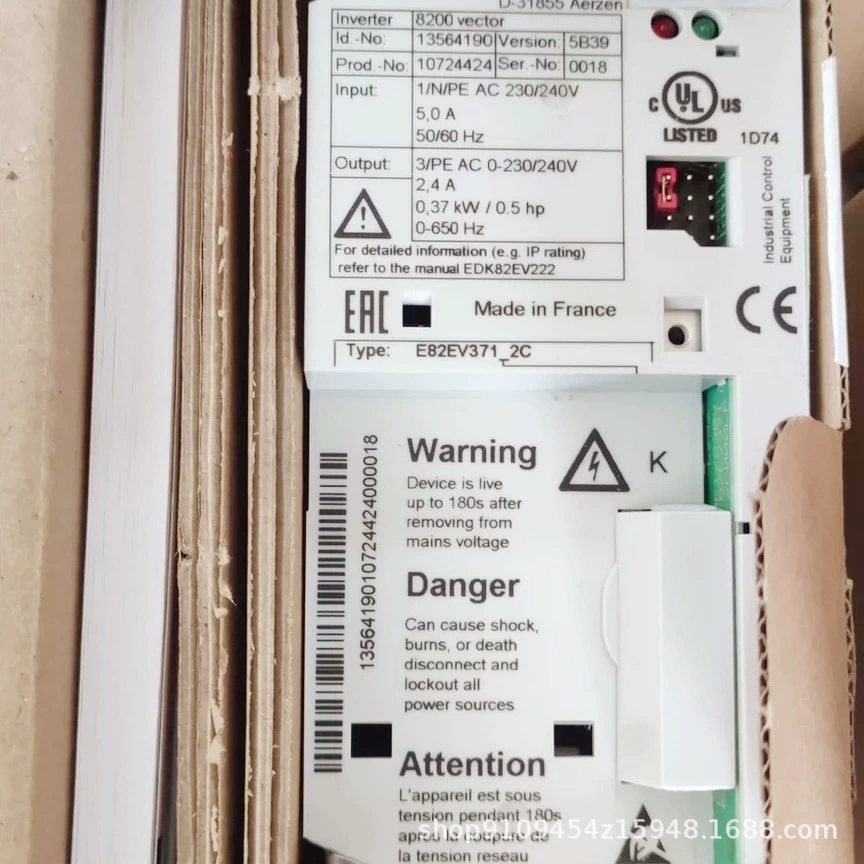 D-31855 Aerzen
Inverter 8200 vector
Id.-No: 13564190 Version: 5B39
Prod.-No: 10724424 Ser.-No: 0018
Input: 1/N/PE AC 230/240V
5,0 A
50/60 Hz
Output: 3/PE AC 0-230/240V
2,4 A
0,37 kW / 0.5 hp
0-650 Hz
For detailed information (e.g. IP rating)
refer to the manual EDK82EV222
C UL US
LISTED 1D74
Industrial Control
Equipment
EAC Made in France CE
Type: E82EV371_2C
13564190107244240000018
Warning
Device is live
up to 180s after
removing from
mains voltage
K
Danger
Can cause shock,
burns, or death
disconnect and
lockout all
power sources
Attention
L'appareil est sous
tension pendant 180s
après la coupure de
la tension reseau
shop9109454z15948.1688.com